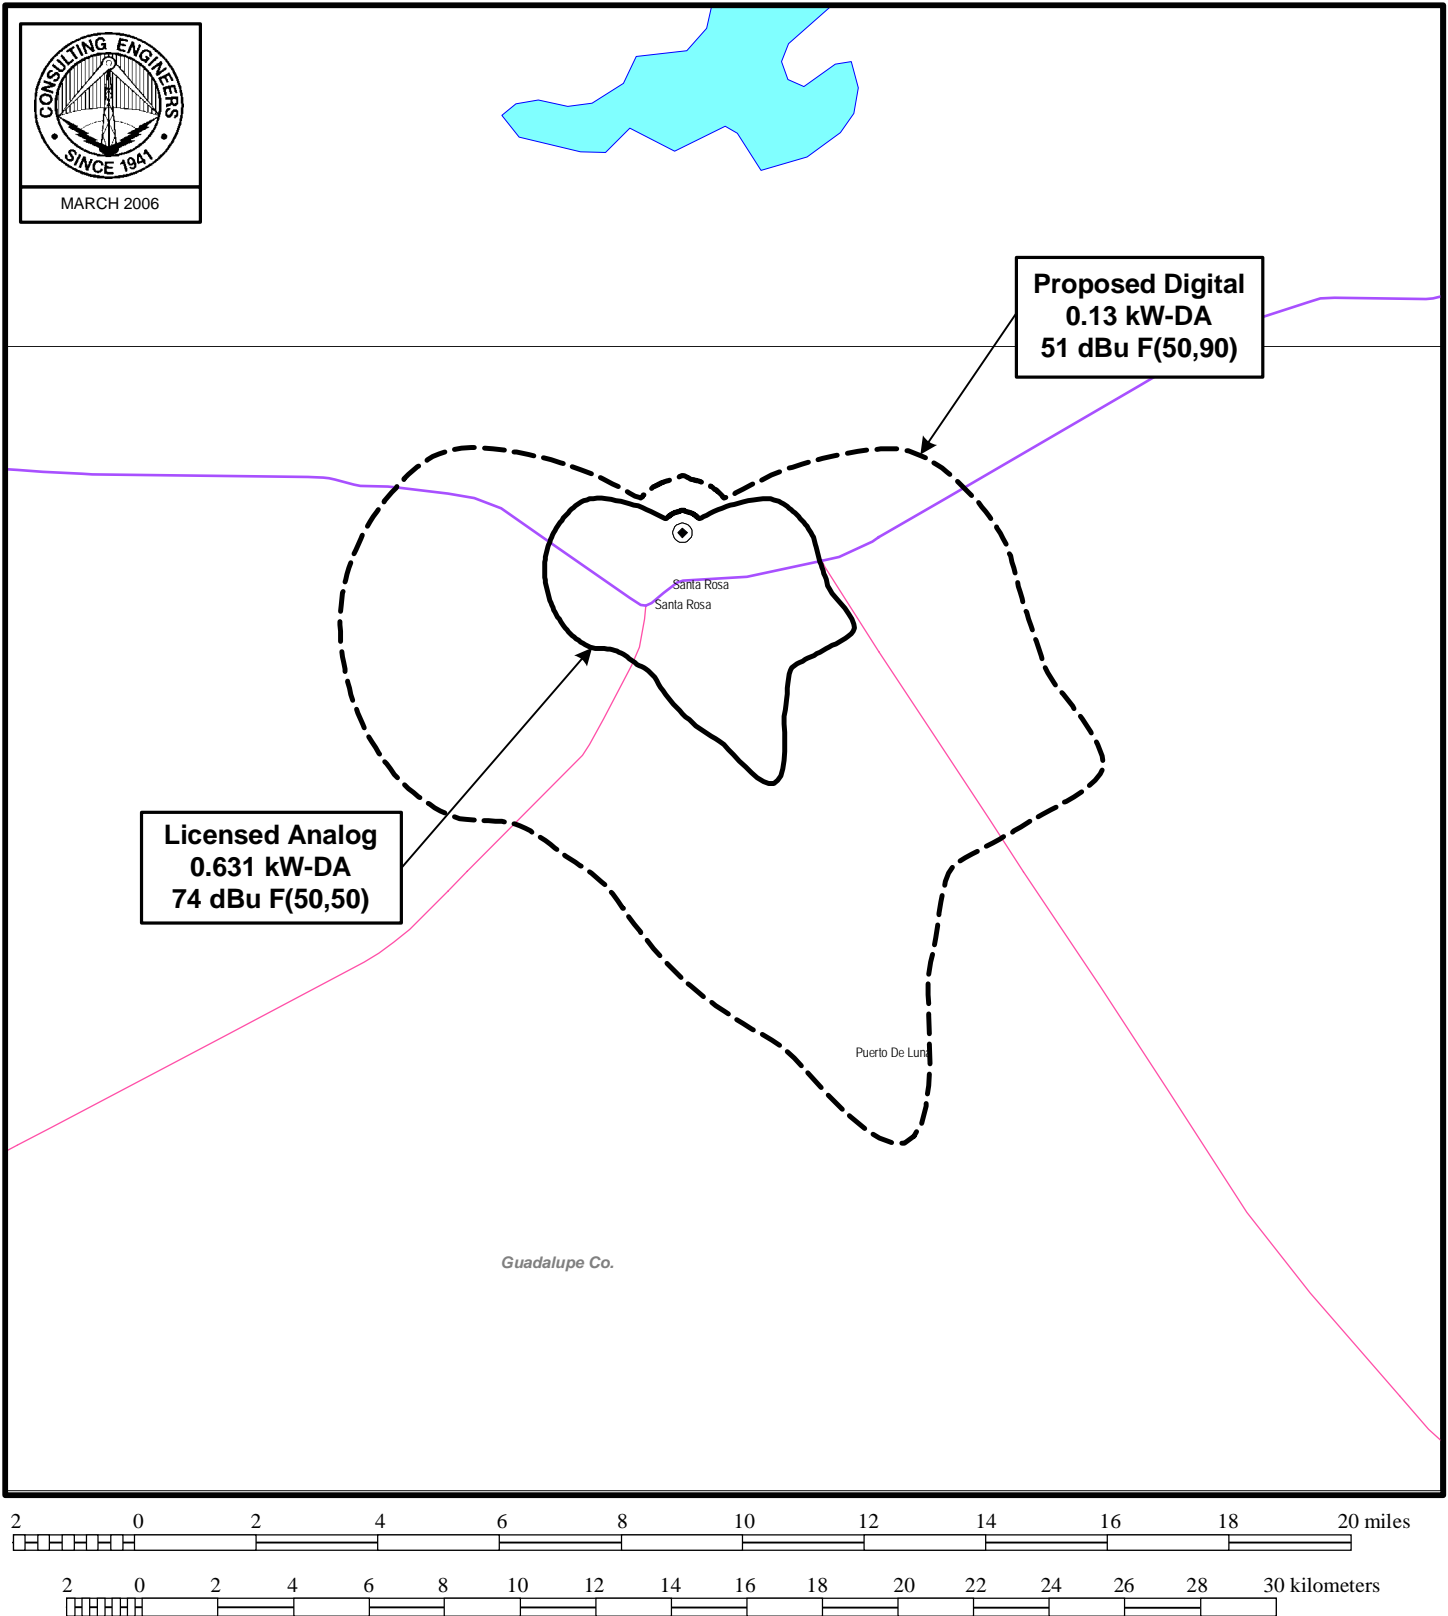 CONSULTING ENGINEERS
• SINCE 1941 •
MARCH 2006
Proposed Digital
0.13 kW-DA
51 dBu F(50,90)
Santa Rosa
Santa Rosa
Licensed Analog
0.631 kW-DA
74 dBu F(50,50)
Puerto De Luna
Guadalupe Co.
2 0 2 4 6 8 10 12 14 16 18 20 miles
2 0 2 4 6 8 10 12 14 16 18 20 22 24 26 28 30 kilometers